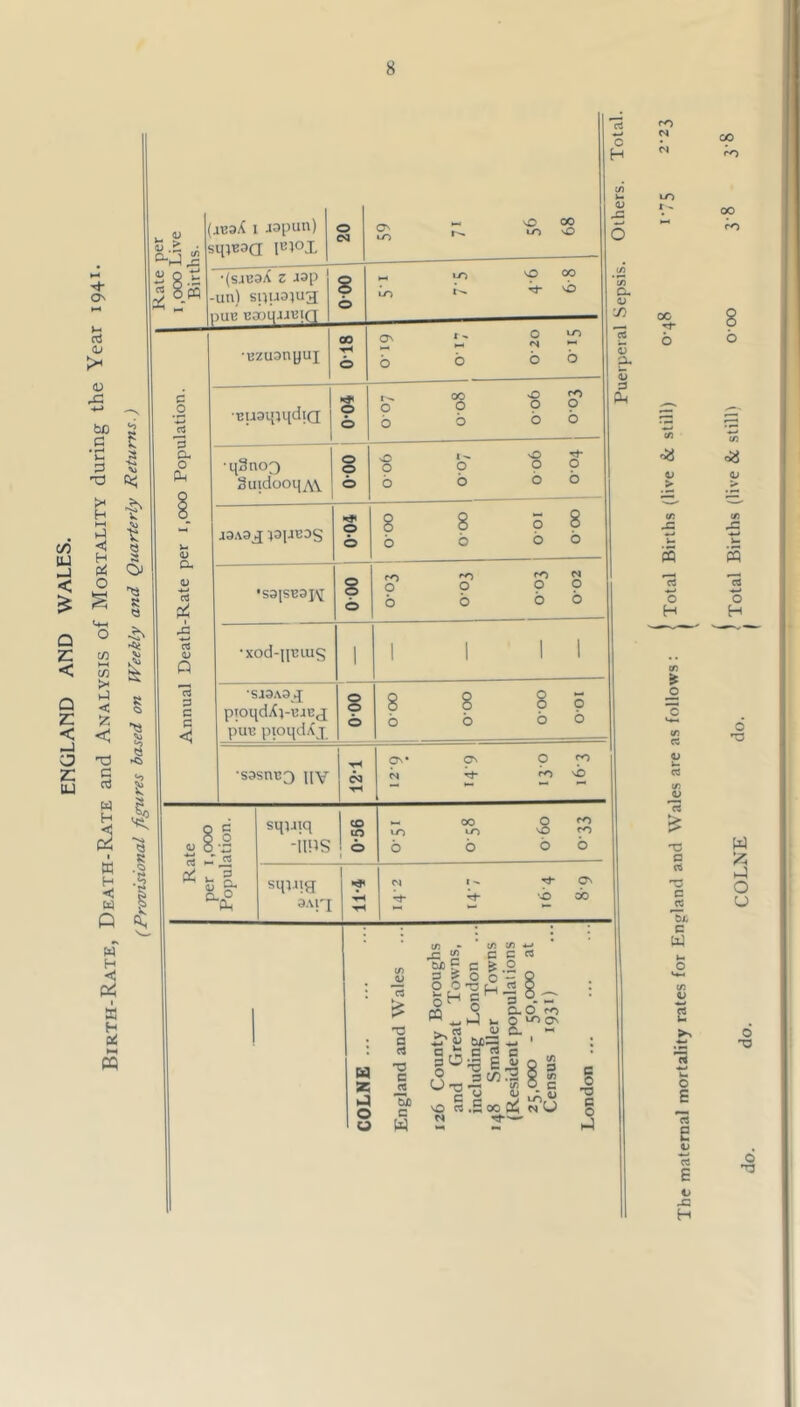 8
ENGLAND AND WALES.
BIRTH-RATE, DEATH-RATE and ANALYSIS of MORTALITY during the Year 1941.
(Provisional figures based on Weekly and Quarterly Returns.)
Rate per 1,000 Population. | Annual Death-Rate per 1,000 Population. | Rate per 1,000 Live Births.
Live Births | Still-births | All Causes. | Typhoid and Para-typhoid Fevers. | Small-pox. | Measles. | Scarlet Fever | Whooping Cough. | Diphtheria. | Influenza. | Diarrhoea and Enteritis (under 2 years). | Total Deaths (under 1 year)
COLNE ... ... 11·4 0·56 12·1 0·00 | 0·00 0·04 0·00 0·04 0·18 0·00 20
England and Wales ... 14·2 0·51 12·9· 0·00 | 0·03 0·00 0·06 0·07 0·19 5·1 59
126 County Boroughs
and Great Towns,
including London ... 14·7 0·58 14·9 0·00 | 0·03 0·00 0·07 0·08 0·17 7·5 71
148 Smaller Towns
(Resident populations
25,000 - 50,000 at
Census 1931) ... 16·4 0·60 13·0 0·00 | 0·03 0·01 0·06 0·06 0·20 4·6 56
London ... ... 8·9 0·33 16·3 0·01 | 0·02 0·00 0·04 0·03 0·15 6·8 68
Puerperal Sepsis. Others. Total.
The maternal mortality rates for England and Wales are as follows: } Total Births (live & still) 0·48 1·75 2·23
do. do. COLNE do. } Total Births (live & still) 0·00 3·8 3·8